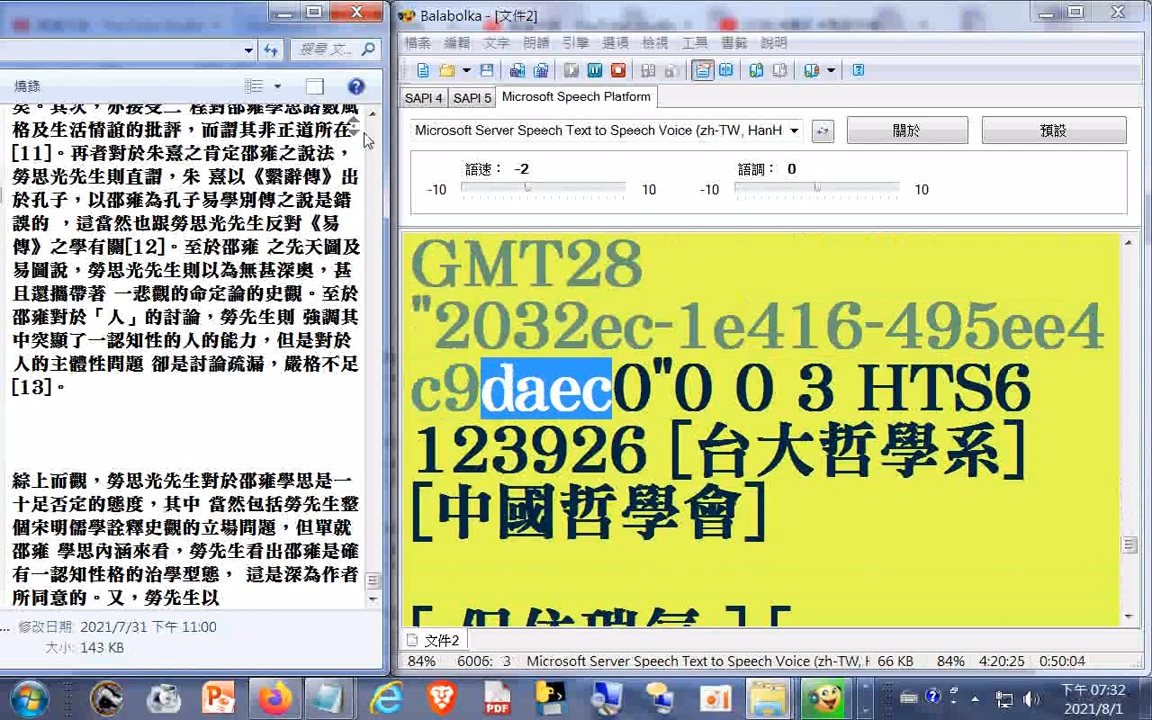 搜尋 文...
燒錄
矣。其次，亦接受二 程對邵雍學思路數風
格及生活情誼的批評，而謂其非正道所在
[11]。再者對於朱熹之肯定邵雍之說法，
勞思光先生則直謂，朱 熹以《繫辭傳》出
於孔子，以邵雍為孔子易學別傳之說是錯
誤的 ，這當然也跟勞思光先生反對《易
傳》之學有關[12]。至於邵雍 之先天圖及
易圖說，勞思光先生則以為無甚深奧，甚
且還攜帶著 一悲觀的命定論的史觀。至於
邵雍對於「人」的討論，勞先生則 強調其
中突顯了一認知性的人的能力，但是對於
人的主體性問題 卻是討論疏漏，嚴格不足
[13]。
綜上而觀，勞思光先生對於邵雍學思是一
十足否定的態度，其中 當然包括勞先生整
個宋明儒學詮釋史觀的立場問題，但單就
邵雍 學思內涵來看，勞先生看出邵雍是確
有一認知性格的治學型態， 這是深為作者
所同意的。又，勞先生以
... 修改日期: 2021/7/31 下午 11:00
大小: 143 KB
Balabolka - [文件2]
檔案 編輯 文字 朗讀 引擎 選項 檢視 工具 書籤 說明
SAPI 4 SAPI 5 Microsoft Speech Platform
Microsoft Server Speech Text to Speech Voice (zh-TW, HanH
關於 預設
語速： -2 語調： 0
-10 10 -10 10
GMT28
"2032ec-1e416-495ee4
c9daec0"0 0 3 HTS6
123926 [台大哲學系]
[中國哲學會]
文件2
84% 6006: 3 Microsoft Server Speech Text to Speech Voice (zh-TW, H 66 KB 84% 4:20:25 0:50:04
PDF
下午 07:32
2021/8/1